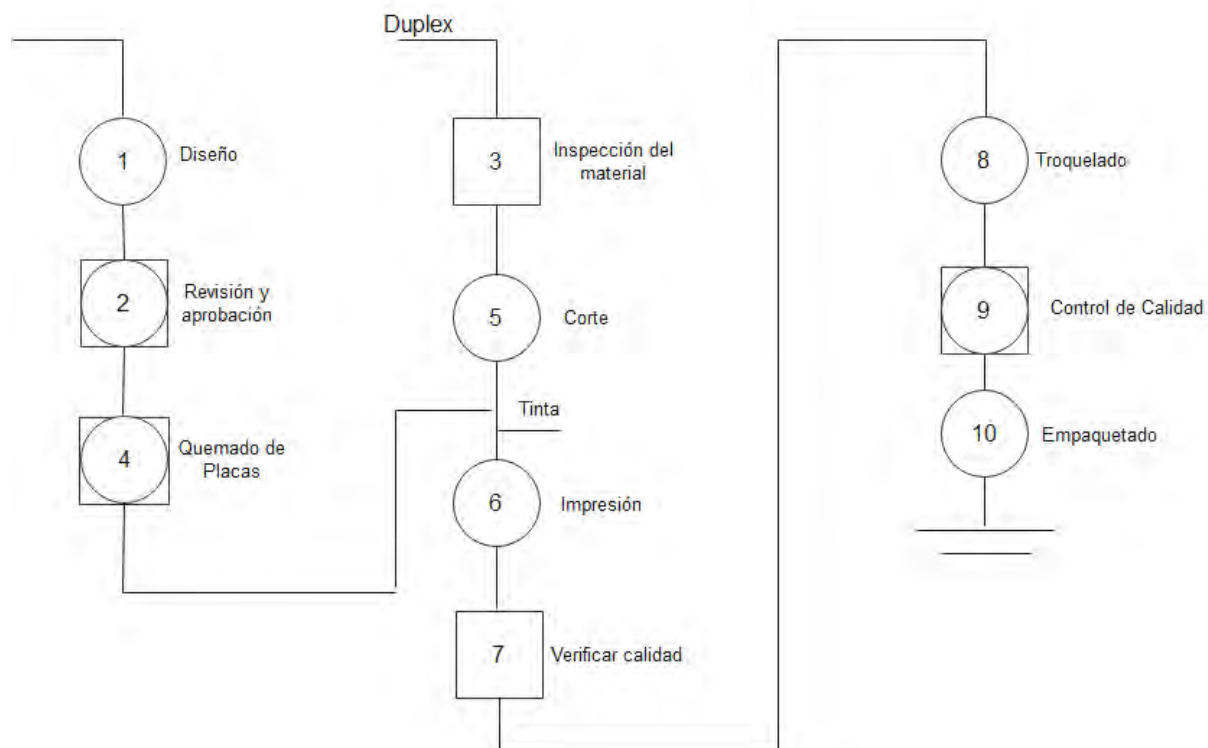 Duplex
1
Diseño
2
Revisión y
aprobación
4
Quemado de
Placas
3
Inspección del
material
5
Corte
Tinta
6
Impresión
7
Verificar calidad
8
Troquelado
9
Control de Calidad
10
Empaquetado